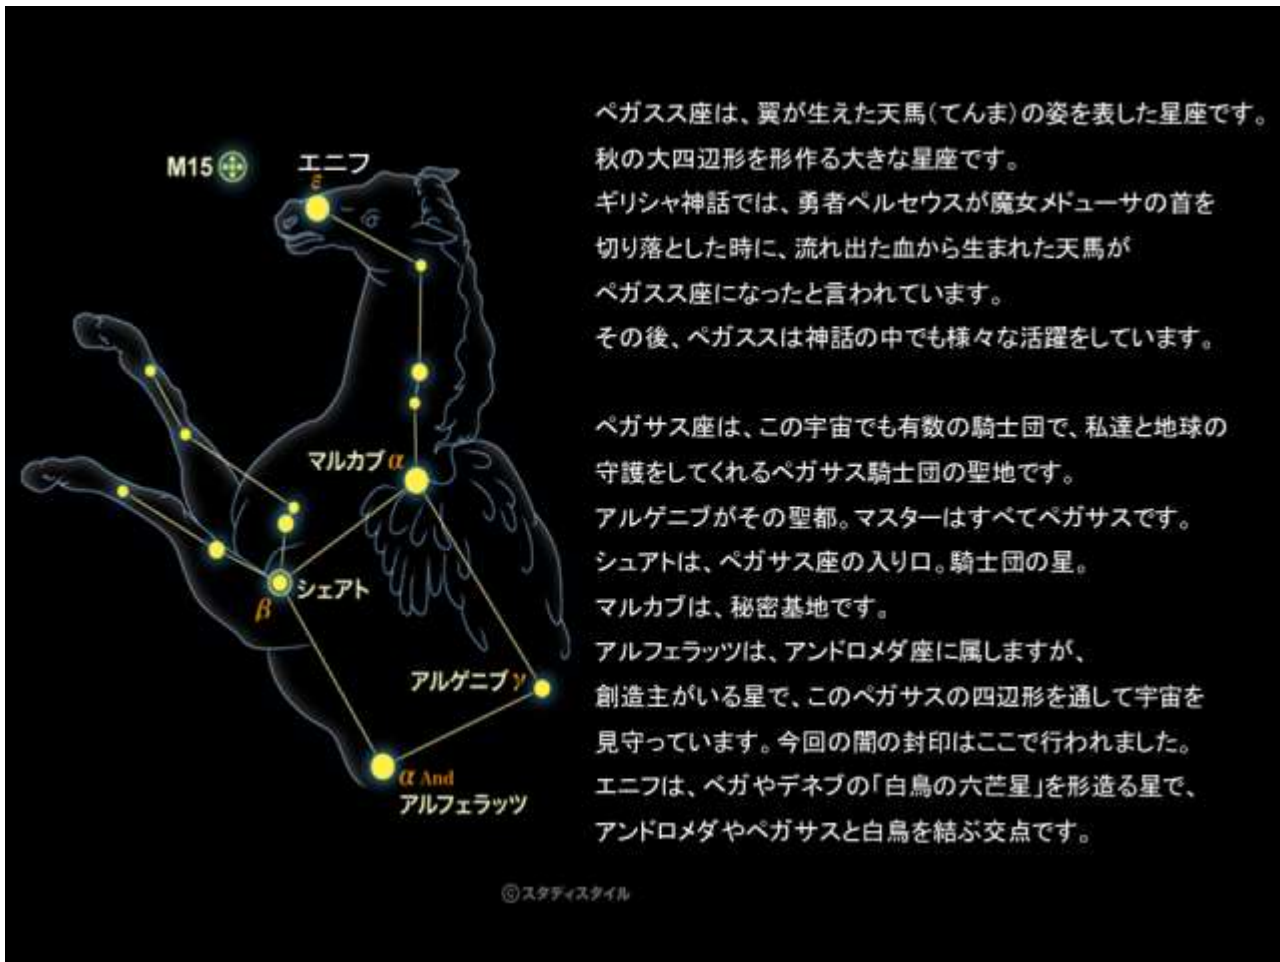 M15
エニフ
ε
マルカブ α
シェアト
β
アルゲニブ γ
α And
アルフェラッツ
ペガスス座は、翼が生えた天馬(てんま)の姿を表した星座です。
秋の大四辺形を形作る大きな星座です。
ギリシャ神話では、勇者ペルセウスが魔女メドューサの首を
切り落とした時に、流れ出た血から生まれた天馬が
ペガスス座になったと言われています。
その後、ペガススは神話の中でも様々な活躍をしています。
ペガサス座は、この宇宙でも有数の騎士団で、私達と地球の
守護をしてくれるペガサス騎士団の聖地です。
アルゲニブがその聖都。マスターはすべてペガサスです。
シュアトは、ペガサス座の入り口。騎士団の星。
マルカブは、秘密基地です。
アルフェラッツは、アンドロメダ座に属しますが、
創造主がいる星で、このペガサスの四辺形を通して宇宙を
見守っています。今回の闇の封印はここで行われました。
エニフは、ベガやデネブの「白鳥の六芒星」を形造る星で、
アンドロメダやペガサスと白鳥を結ぶ交点です。
©スタディスタイル